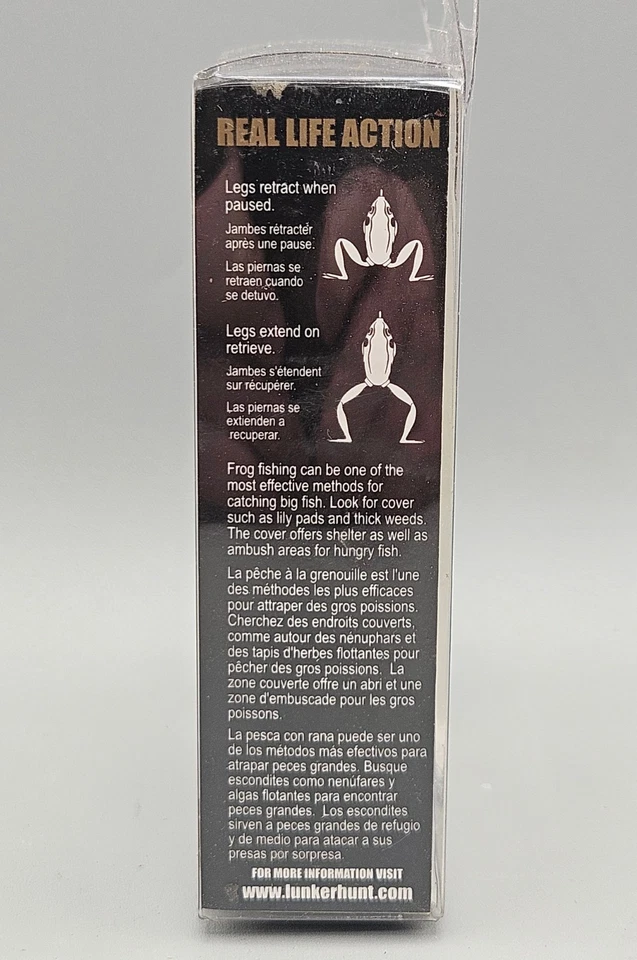 REAL LIFE ACTION
Legs retract when
paused.
Jambes rétracter
après une pause.
Las piernas se
retraen cuando
se detuvo.
Legs extend on
retrieve.
Jambes s'étendent
sur récupérer.
Las piernas se
extienden a
recuperar.
Frog fishing can be one of the
most effective methods for
catching big fish. Look for cover
such as lily pads and thick weeds.
The cover offers shelter as well as
ambush areas for hungry fish.
La pêche à la grenouille est l'une
des méthodes les plus efficaces
pour attraper des gros poissions.
Cherchez des endroits couverts,
comme autour des nénuphars et
des tapis d'herbes flottantes pour
pêcher des gros poissions. La
zone couverte offre un abri et une
zone d'embuscade pour les gros
poissons.
La pesca con rana puede ser uno
de los métodos más efectivos para
atrapar peces grandes. Busque
escondites como nenúfares y
algas flotantes para encontrar
peces grandes. Los escondites
sirven a peces grandes de refugio
y de medio para atacar a sus
presas por sorpresa.
FOR MORE INFORMATION VISIT
www.lunkerhunt.com